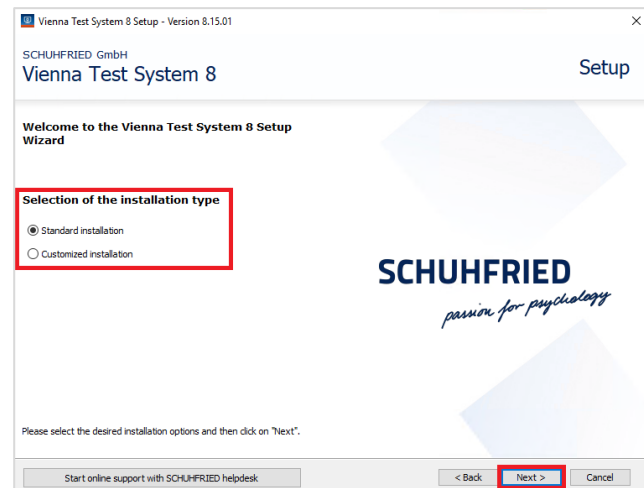 Vienna Test System 8 Setup - Version 8.15.01
SCHUHFRIED GmbH
Vienna Test System 8
Setup
Welcome to the Vienna Test System 8 Setup
Wizard
Selection of the installation type
Standard installation
Customized installation
SCHUHFRIED
passion for psychology
Please select the desired installation options and then click on "Next".
Start online support with SCHUHFRIED helpdesk
< Back
Next >
Cancel